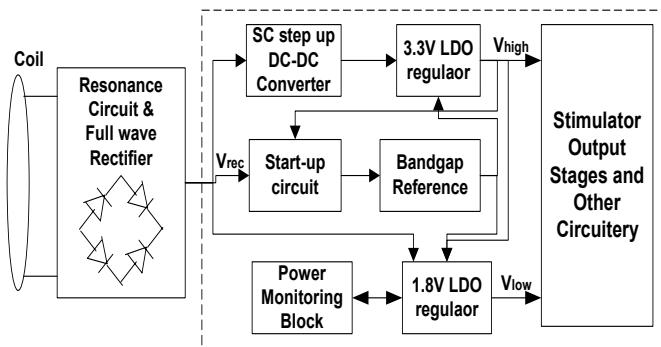 Coil
Resonance
Circuit &
Full wave
Rectifier
SC step up
DC-DC
Converter
3.3V LDO
regulaor
Vhigh
Vrec
Start-up
circuit
Bandgap
Reference
Stimulator
Output
Stages and
Other
Circuitery
Power
Monitoring
Block
1.8V LDO
regulaor
Vlow